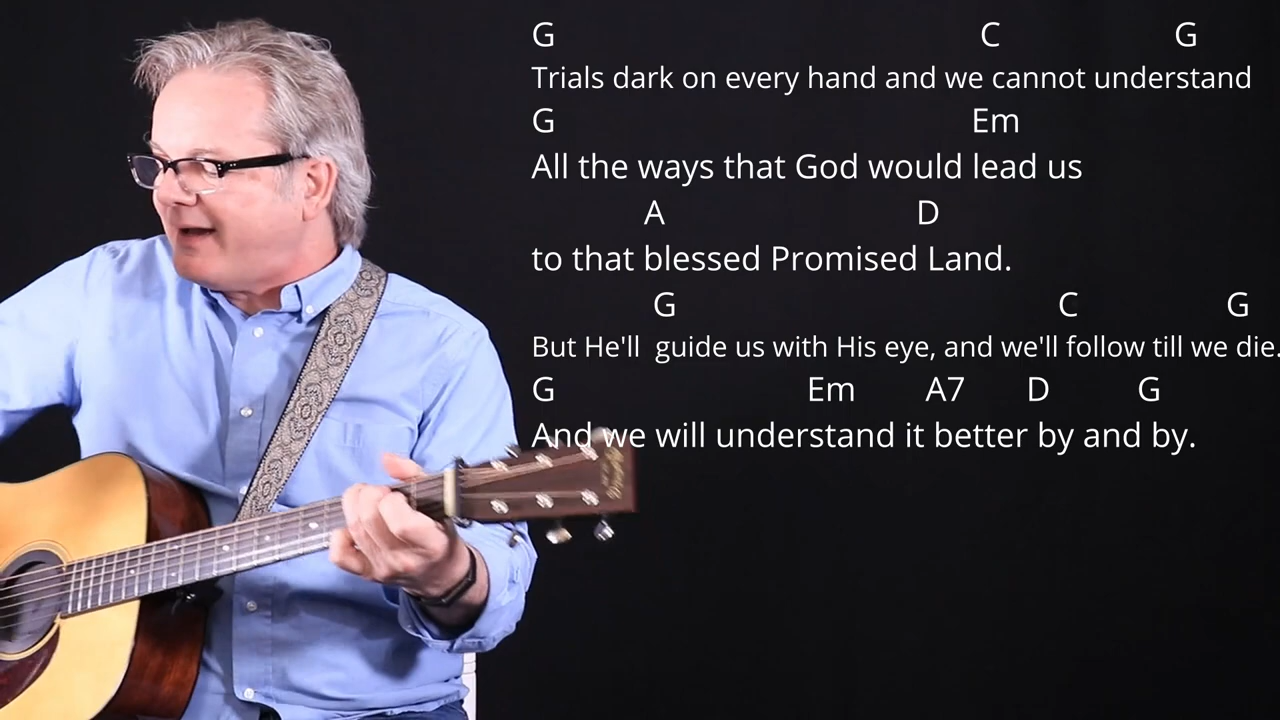 G C G
Trials dark on every hand and we cannot understand
G Em
All the ways that God would lead us
A D
to that blessed Promised Land.
G C G
But He'll guide us with His eye, and we'll follow till we die.
G Em A7 D G
And we will understand it better by and by.